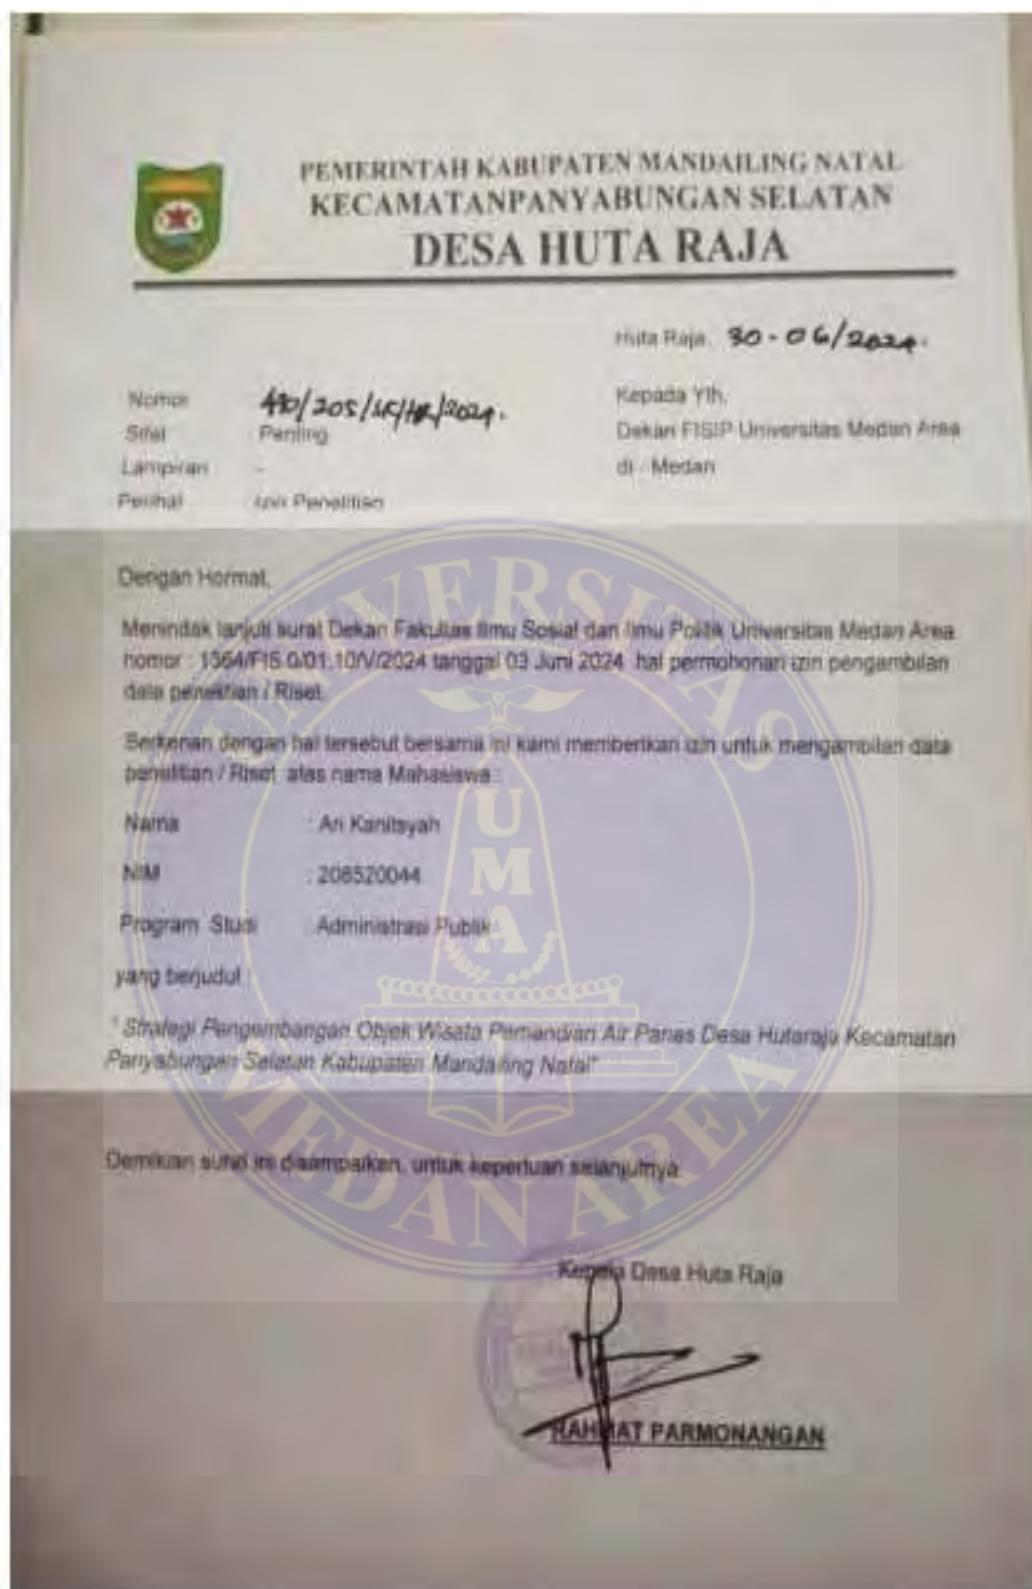 PEMERINTAH KABUPATEN MANDAILING NATAL
KECAMATANPANYABUNGAN SELATAN
DESA HUTA RAJA
Huta Raja, 30-06/2024.
Nomor
Kepada Yth,
Sifat Penting
Dekan FISIP Universitas Medan Area
Lampiran -
di - Medan
Perihal Izin Penelitian
Dengan Hormat,
Menindak lanjuti surat Dekan Fakultas Ilmu Sosial dan Ilmu Politik Universitas Medan Area
nomor : 1364/FIS.0/01.10/V/2024 tanggal 03 Juni 2024 hal permohonan izin pengambilan
data penelitian / Riset.
Berkenan dengan hal tersebut bersama ini kami memberikan izin untuk mengambilan data
penelitian / Riset atas nama Mahasiswa :
Nama : Ari Kanitsyah
NIM : 208520044
Program Studi : Administrasi Publik
yang berjudul :
" Strategi Pengembangan Objek Wisata Pemandian Air Panas Desa Hutaraja Kecamatan
Panyabungan Selatan Kabupaten Mandailing Natal"
Demikian surat ini disampaikan, untuk keperluan selanjutnya.
Kepala Desa Huta Raja
RAHMAT PARMONANGAN
UNIVERSITAS
UMA
MEDAN AREA